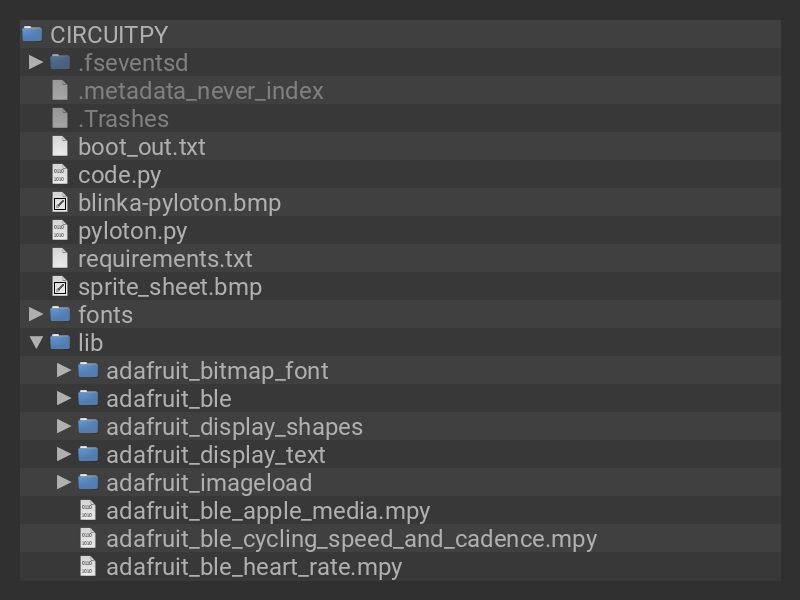 CIRCUITPY
.fseventsd
.metadata_never_index
.Trashes
boot_out.txt
code.py
blinka-pyloton.bmp
pyloton.py
requirements.txt
sprite_sheet.bmp
fonts
lib
adafruit_bitmap_font
adafruit_ble
adafruit_display_shapes
adafruit_display_text
adafruit_imageload
adafruit_ble_apple_media.mpy
adafruit_ble_cycling_speed_and_cadence.mpy
adafruit_ble_heart_rate.mpy